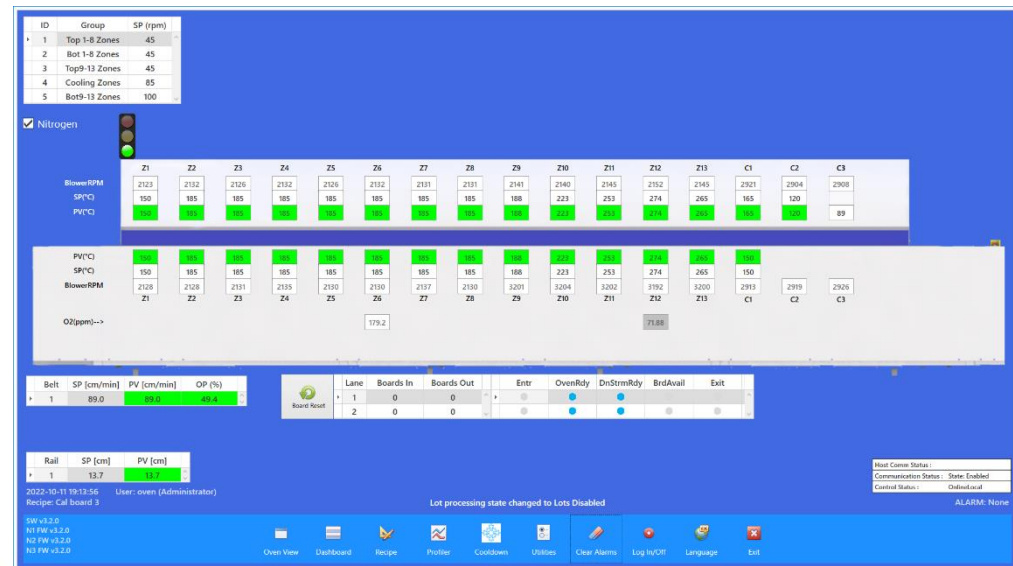 ID Group SP (rpm)
1 Top 1-8 Zones 45
2 Bot 1-8 Zones 45
3 Top9-13 Zones 45
4 Cooling Zones 85
5 Bot9-13 Zones 100
Nitrogen
Z1 Z2 Z3 Z4 Z5 Z6 Z7 Z8 Z9 Z10 Z11 Z12 Z13 C1 C2 C3
BlowerRPM 2123 2132 2126 2132 2126 2132 2131 2131 2141 2140 2145 2152 2145 2921 2904 2908
SP(°C) 150 185 185 185 185 185 185 185 188 223 253 274 265 165 120
PV(°C) 150 185 185 185 185 185 185 185 188 223 253 274 265 165 120 89
PV(°C) 150 185 185 185 185 185 185 185 188 223 253 274 265 150
SP(°C) 150 185 185 185 185 185 185 185 188 223 253 274 265 150
BlowerRPM 2128 2128 2131 2135 2130 2130 2137 2130 3201 3204 3202 3192 3200 2913 2919 2926
Z1 Z2 Z3 Z4 Z5 Z6 Z7 Z8 Z9 Z10 Z11 Z12 Z13 C1 C2 C3
O2(ppm)--> 179.2 71.88
Belt SP [cm/min] PV [cm/min] OP (%)
1 89.0 89.0 49.4
Board Reset
Lane Boards In Boards Out Entr OvenRdy DnStrmRdy BrdAvail Exit
1 0 0
2 0 0
Rail SP [cm] PV [cm]
1 13.7 13.7
Host Comm Status :
Communication Status : State: Enabled
Control Status : OnlineLocal
2022-10-11 19:13:56 User: oven (Administrator)
Recipe: Cal board 3 Lot processing state changed to Lots Disabled ALARM: None
SW v3.2.0
N1 FW v3.2.0
N2 FW v3.2.0
N3 FW v3.2.0
Oven View Dashboard Recipe Profiler Cooldown Utilities Clear Alarms Log In/Off Language Exit